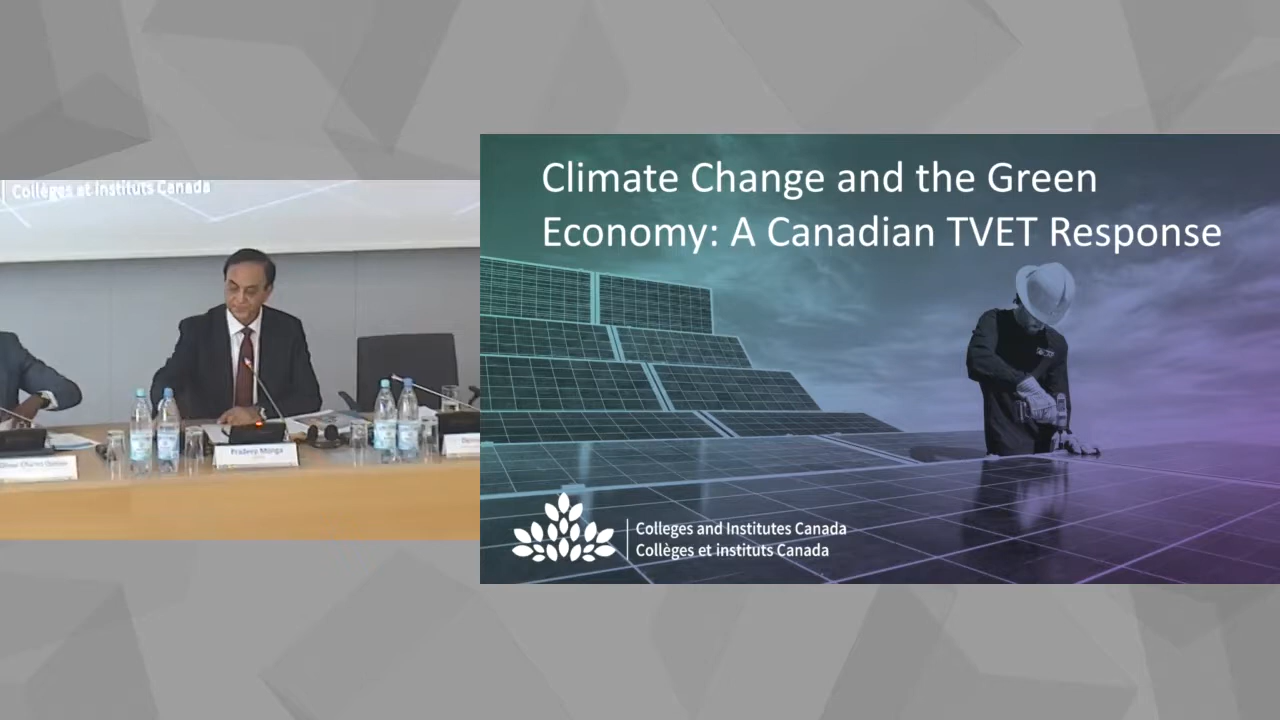 Collèges et Instituts Canada
Pradeep Monga
Climate Change and the Green
Economy: A Canadian TVET Response
Colleges and Institutes Canada
Collèges et instituts Canada